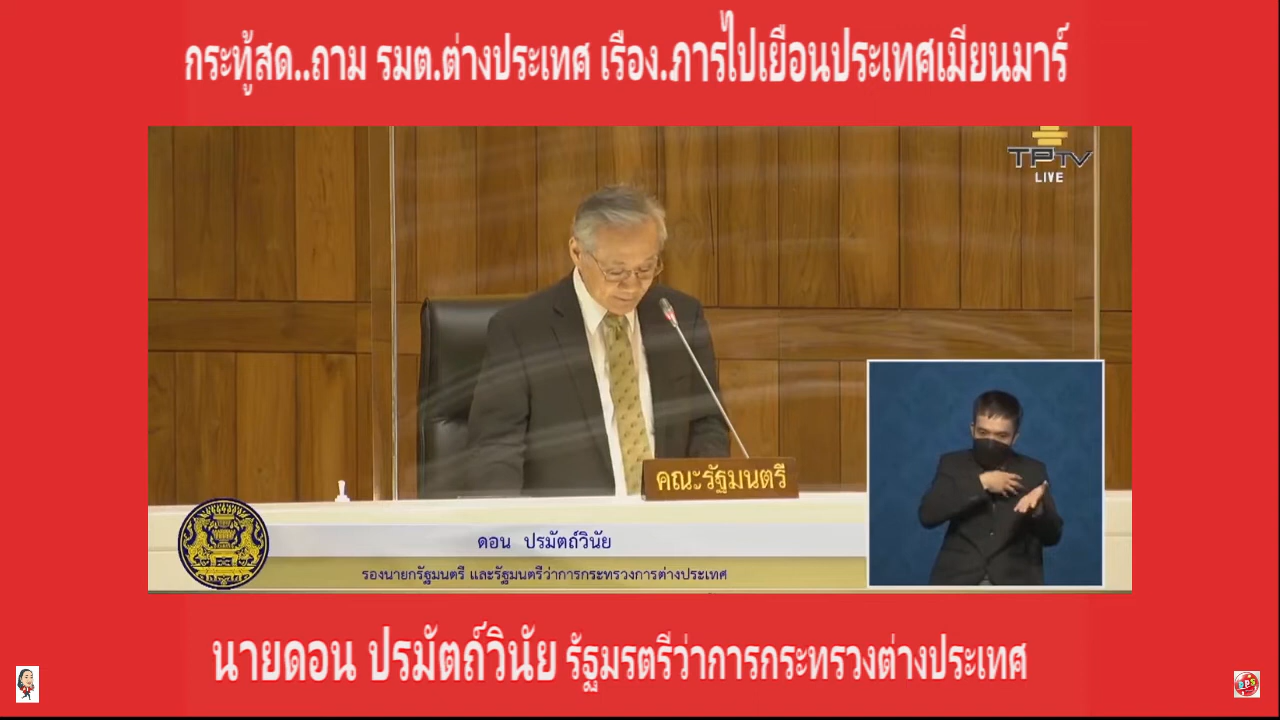 กระทู้สด..ถาม รมต.ต่างประเทศ เรือง..ภารไปเยือนประเทศเมียนมาร์
TPTV
LIVE
คณะรัฐมนตรี
ดอน ปรมัตถ์วินัย
รองนายกรัฐมนตรี และรัฐมนตรีว่าการกระทรวงการต่างประเทศ
นายดอน ปรมัตถ์วินัย รัฐมรตรีว่าการกระทรวงต่างประเทศ